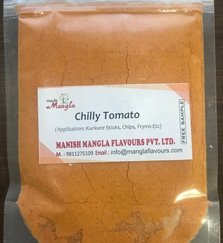 Manish
Mangla
Chilly Tomato
(Application: Kurkure Sticks, Chips, Fryms Etc)
MANISH MANGLA FLAVOURS PVT. LTD.
M : 9811275109 Email : info@manglaflavours.com
FREE SAMPLE